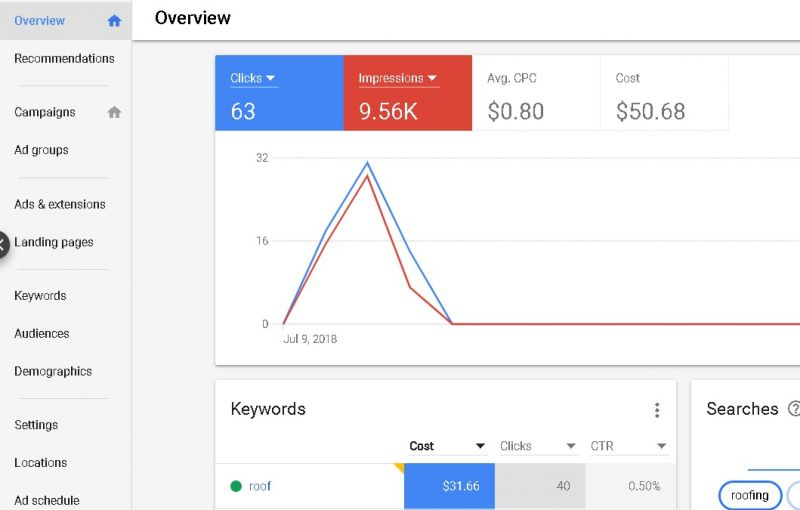 Overview
Recommendations
Campaigns
Ad groups
Ads & extensions
Landing pages
Keywords
Audiences
Demographics
Settings
Locations
Ad schedule
Overview
Clicks Impressions Avg. CPC Cost
63 9.56K $0.80 $50.68
32
16
0
Jul 9, 2018
Keywords
Cost Clicks CTR
roof $31.66 40 0.50%
Searches
roofing